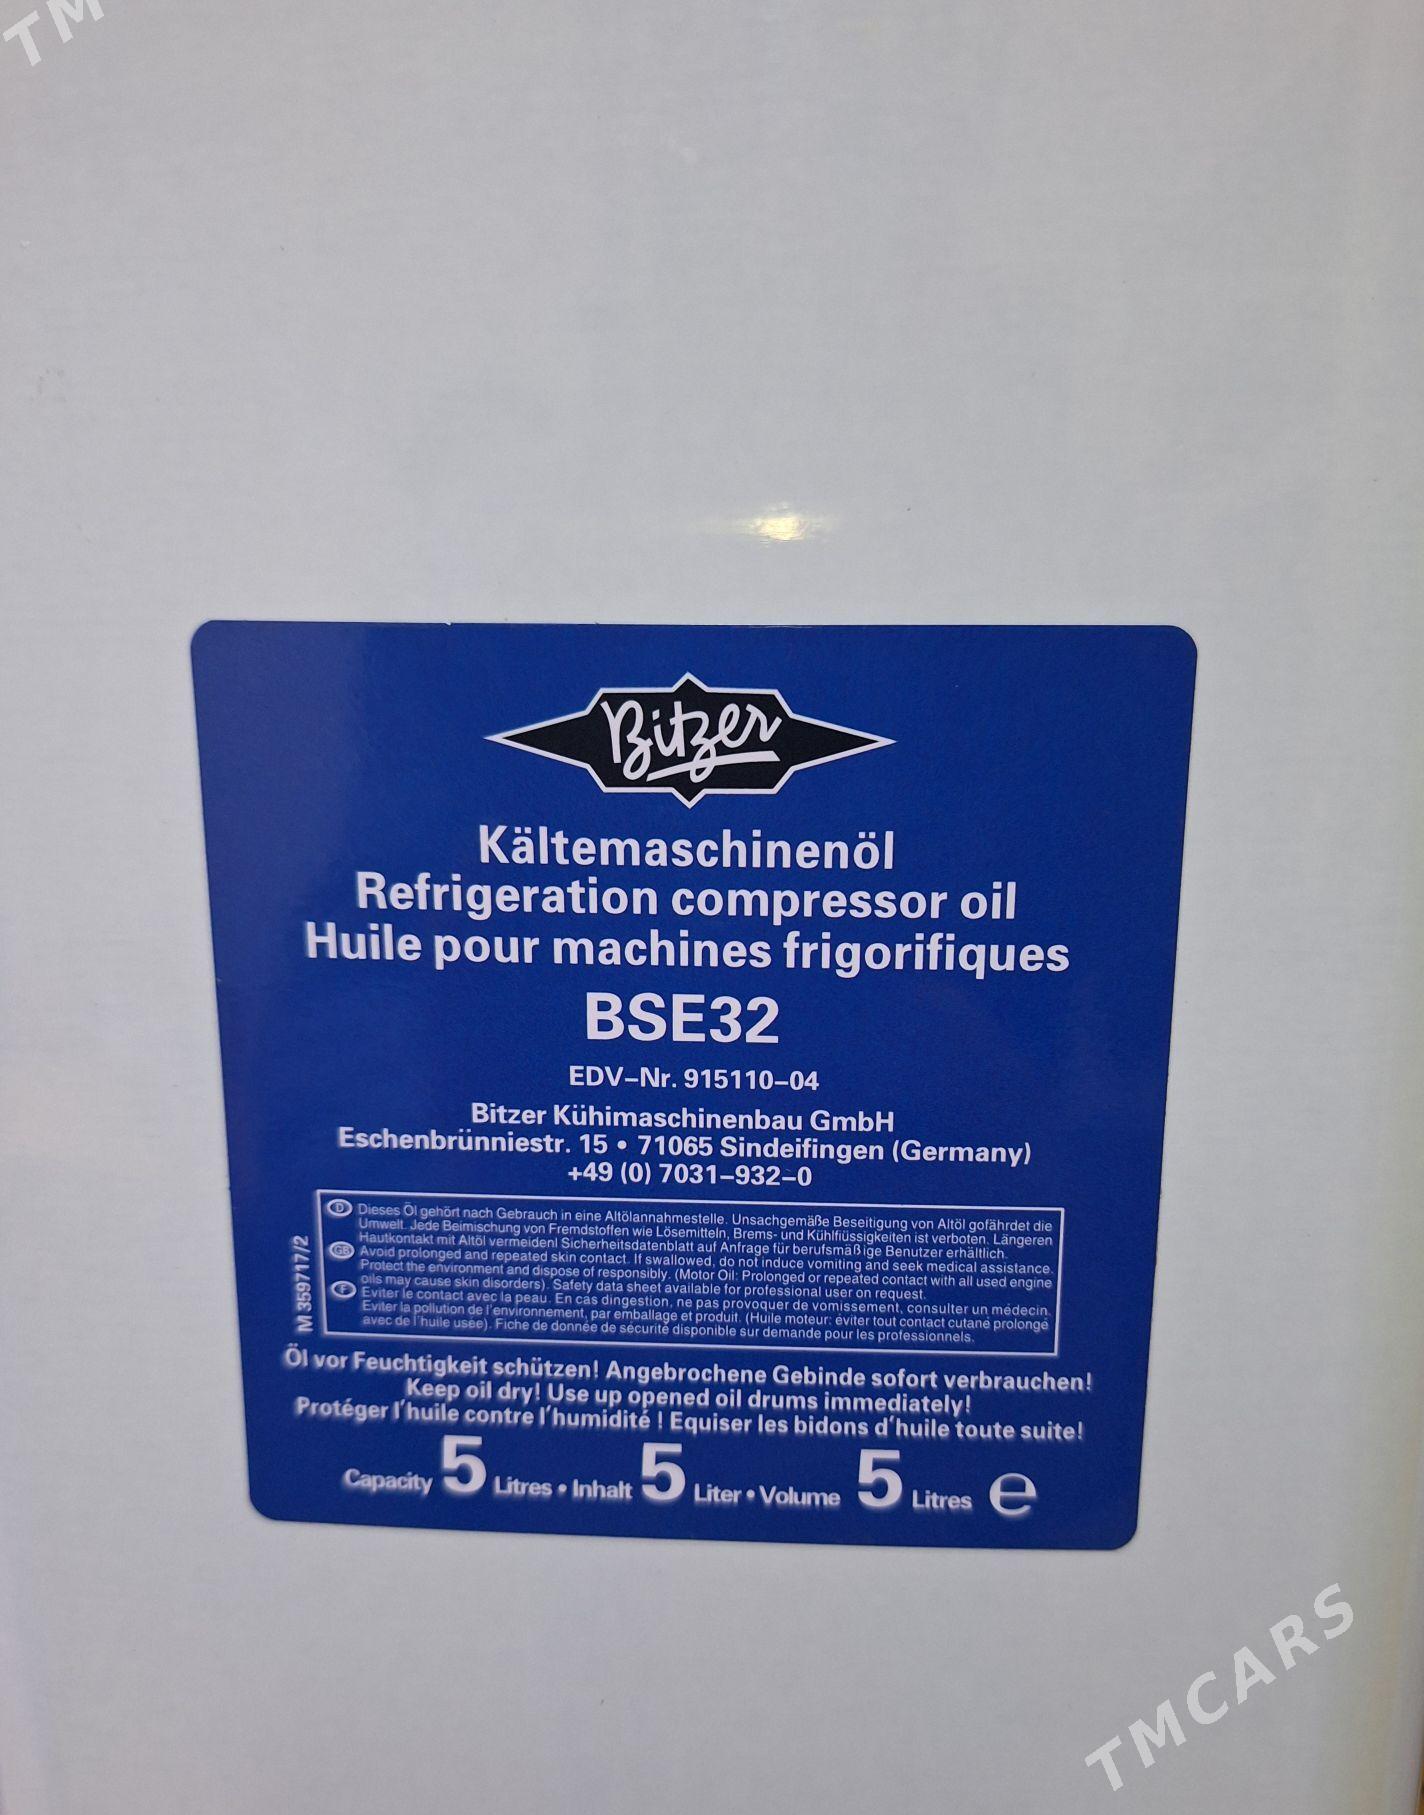 TM
Bitzer
Kältemaschinenöl
Refrigeration compressor oil
Huile pour machines frigorifiques
BSE32
EDV-Nr. 915110-04
Bitzer Kühimaschinenbau GmbH
Eschenbrünniestr. 15 • 71065 Sindeifingen (Germany)
+49 (0) 7031-932-0
M 359717/2
D Dieses Öl gehört nach Gebrauch in eine Altölannahmestelle. Unsachgemäße Beseitigung von Altöl gofährdet die
Umwelt. Jede Beimischung von Fremdstoffen wie Lösemitteln, Brems- und Kühlfiüssigkeiten ist verboten. Längeren
Hautkontakt mit Altöl vermeidenl Sicherheitsdatenblatt auf Anfrage für berufsmäßige Benutzer erhältlich.
GB Avoid prolonged and repeated skin contact. If swallowed, do not induce vomiting and seek medical assistance.
Protect the environment and dispose of responsibly. (Motor Oil: Prolonged or repeated contact with all used engine
oils may cause skin disorders). Safety data sheet available for professional user on request.
F Eviter le contact avec la peau. En cas dingestion, ne pas provoquer de vomissement, consulter un médecin.
Eviter la pollution de l'environnement, par emballage et produit. (Huile moteur: éviter tout contact cutané prolongé
avec de l'huile usée). Fiche de donnée de sécurité disponible sur demande pour les professionnels.
Öl vor Feuchtigkeit schützen! Angebrochene Gebinde sofort verbrauchen!
Keep oil dry! Use up opened oil drums immediately!
Protéger l'huile contre l'humidité ! Equiser les bidons d'huile toute suite!
Capacity 5 Litres • Inhalt 5 Liter • Volume 5 Litres ℮
TMCARS